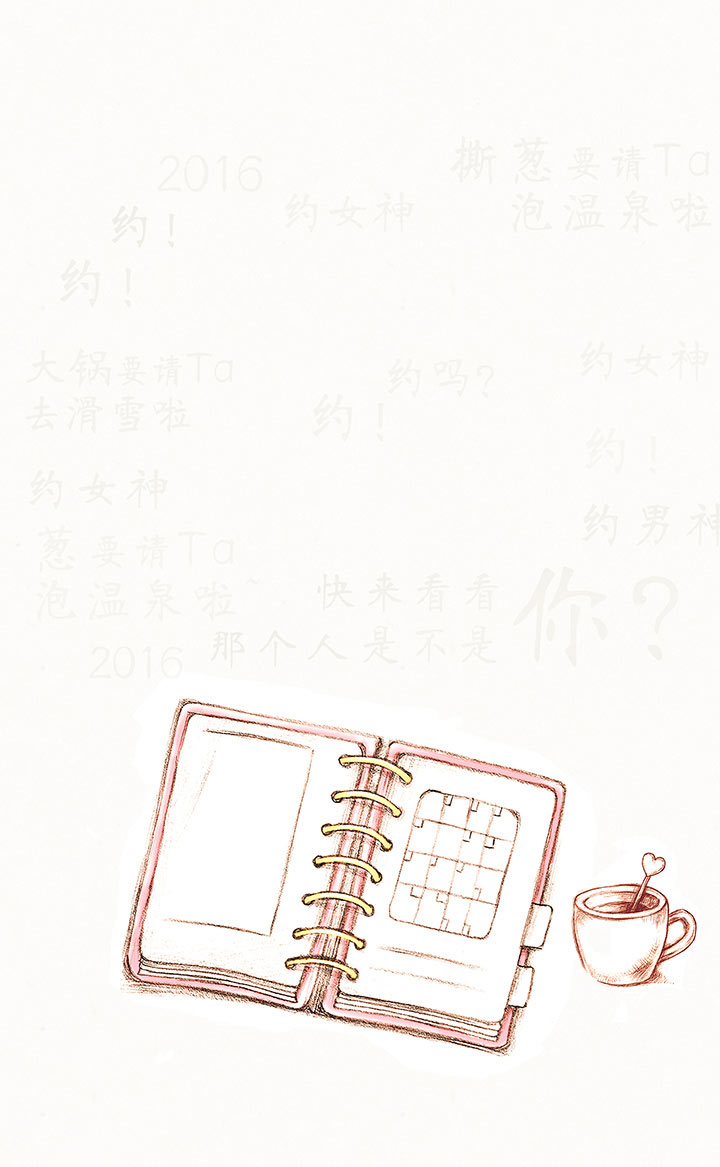 2016
撕葱要请Ta
泡温泉啦
约！
约女神
约！
大锅要请Ta
去滑雪啦
约吗？
约女神
约！
约！
约女神
约男神
葱要请Ta
泡温泉啦~
快来看看
那个人是不是
你？
2016